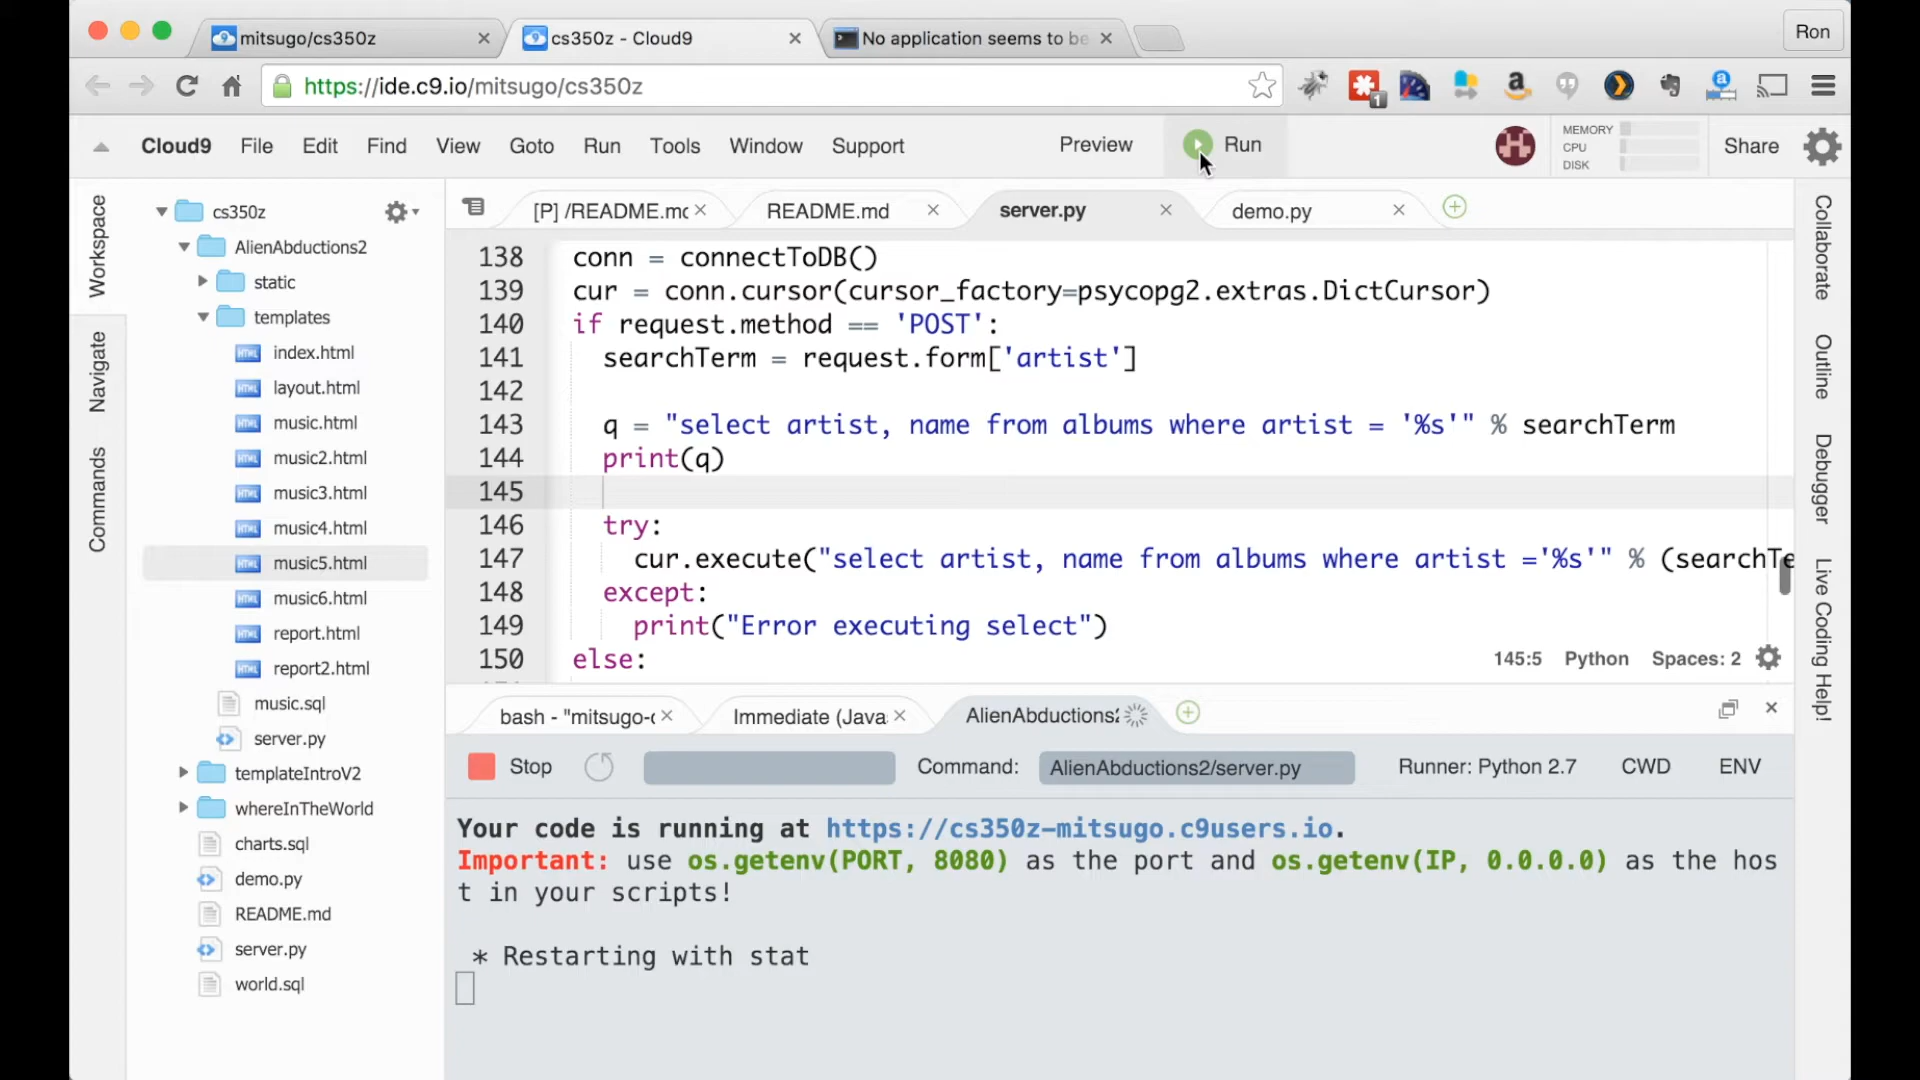 mitsugo/cs350z
cs350z - Cloud9
No application seems to be
Ron
https://ide.c9.io/mitsugo/cs350z
1
Cloud9 File Edit Find View Goto Run Tools Window Support Preview Run
MEMORY
CPU
DISK
Share
Workspace
Navigate
Commands
cs350z
AlienAbductions2
static
templates
index.html
layout.html
music.html
music2.html
music3.html
music4.html
music5.html
music6.html
report.html
report2.html
music.sql
server.py
templateIntroV2
whereInTheWorld
charts.sql
demo.py
README.md
server.py
world.sql
[P] /README.mc
README.md
server.py
demo.py
138 conn = connectToDB()
139 cur = conn.cursor(cursor_factory=psycopg2.extras.DictCursor)
140 if request.method == 'POST':
141 searchTerm = request.form['artist']
142
143 q = "select artist, name from albums where artist = '%s'" % searchTerm
144 print(q)
145
146 try:
147 cur.execute("select artist, name from albums where artist ='%s'" % (searchTe
148 except:
149 print("Error executing select")
150 else:
145:5 Python Spaces: 2
Collaborate
Outline
Debugger
Live Coding Help!
bash - "mitsugo-c
Immediate (Java
AlienAbductions2
Stop
Command: AlienAbductions2/server.py
Runner: Python 2.7
CWD
ENV
Your code is running at https://cs350z-mitsugo.c9users.io.
Important: use os.getenv(PORT, 8080) as the port and os.getenv(IP, 0.0.0.0) as the hos
t in your scripts!
* Restarting with stat